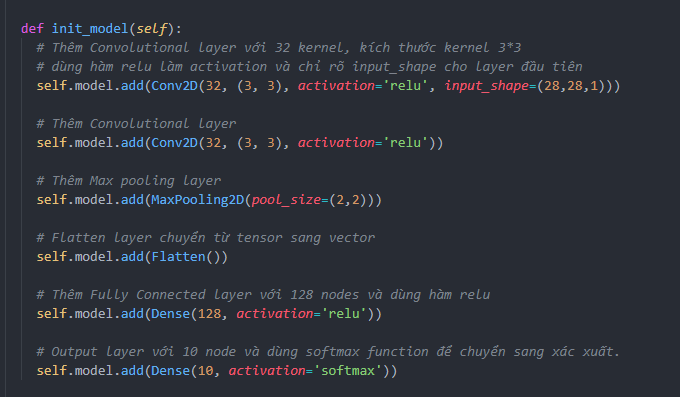 def init_model(self):
# Thêm Convolutional layer với 32 kernel, kích thước kernel 3*3
# dùng hàm relu làm activation và chỉ rõ input_shape cho layer đầu tiên
self.model.add(Conv2D(32, (3, 3), activation='relu', input_shape=(28,28,1)))
# Thêm Convolutional layer
self.model.add(Conv2D(32, (3, 3), activation='relu'))
# Thêm Max pooling layer
self.model.add(MaxPooling2D(pool_size=(2,2)))
# Flatten layer chuyển từ tensor sang vector
self.model.add(Flatten())
# Thêm Fully Connected layer với 128 nodes và dùng hàm relu
self.model.add(Dense(128, activation='relu'))
# Output layer với 10 node và dùng softmax function để chuyển sang xác xuất.
self.model.add(Dense(10, activation='softmax'))